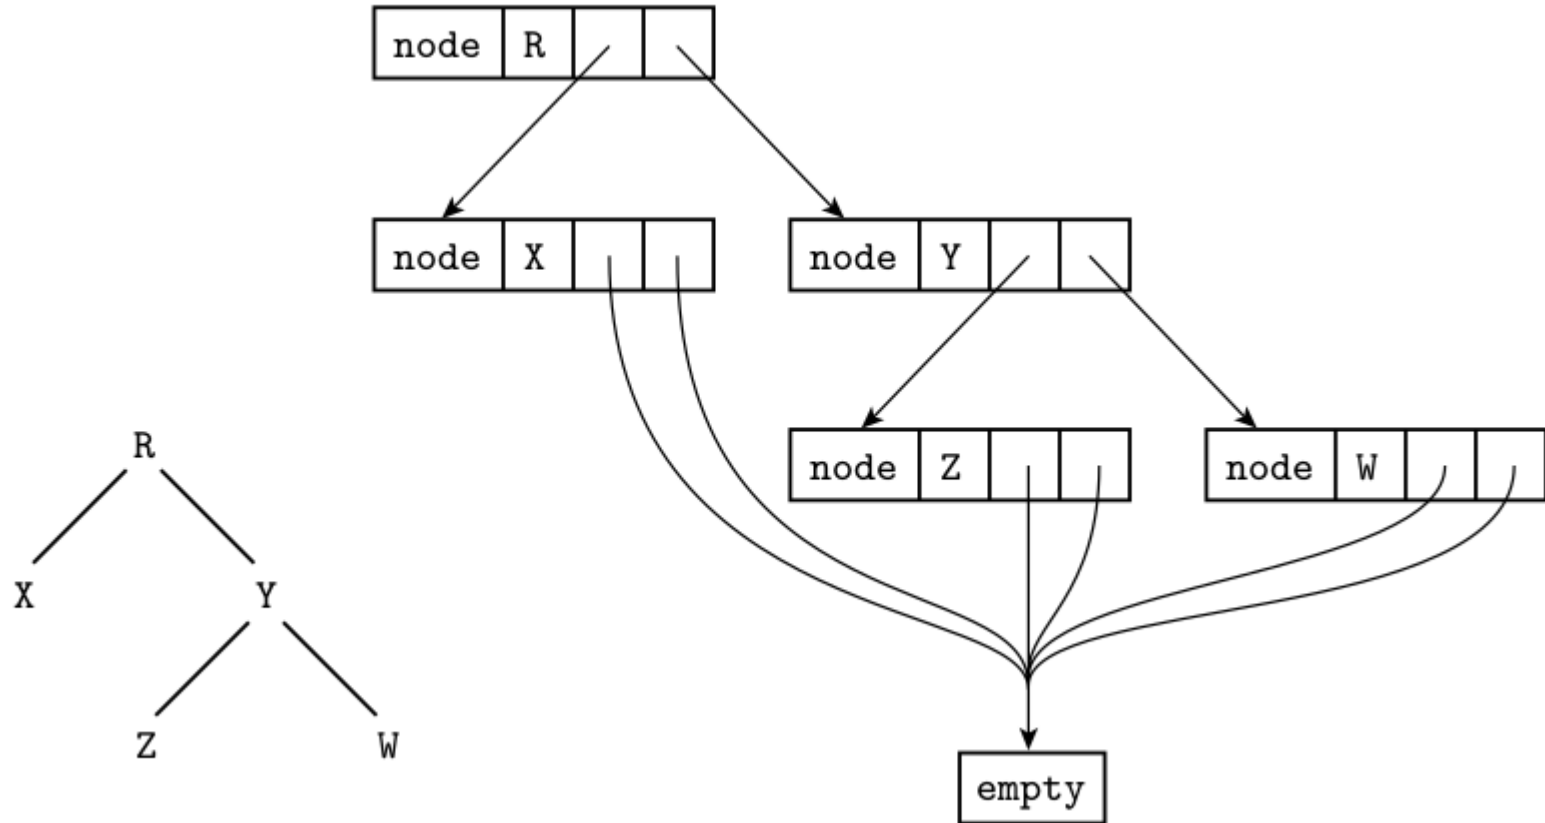 node R
node X
node Y
node Z
node W
empty
R
X
Y
Z
W